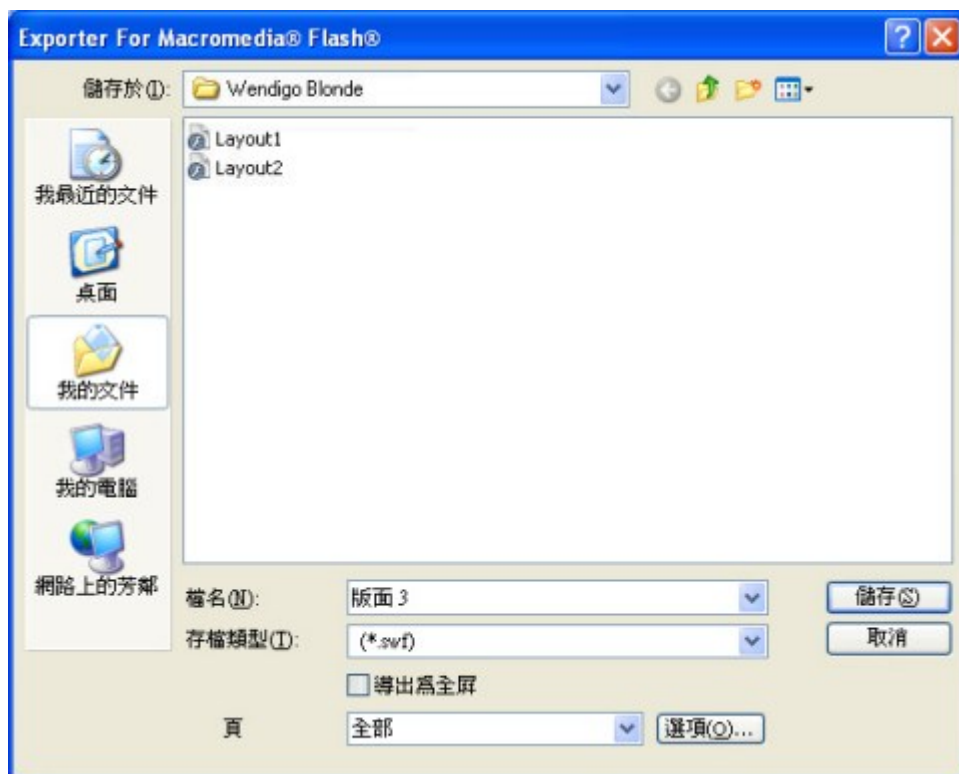 Exporter For Macromedia® Flash®
儲存於(I):
Wendigo Blonde
Layout1
Layout2
我最近的文件
桌面
我的文件
我的電腦
網路上的芳鄰
檔名(N):
版面 3
儲存(S)
存檔類型(T):
(*.swf)
取消
導出爲全屏
頁
全部
選項(O)...